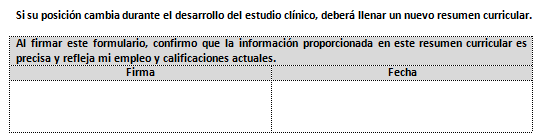 Si su posición cambia durante el desarrollo del estudio clínico, deberá llenar un nuevo resumen curricular.
Al firmar este formulario, confirmo que la información proporcionada en este resumen curricular es
precisa y refleja mi empleo y calificaciones actuales.
Firma Fecha